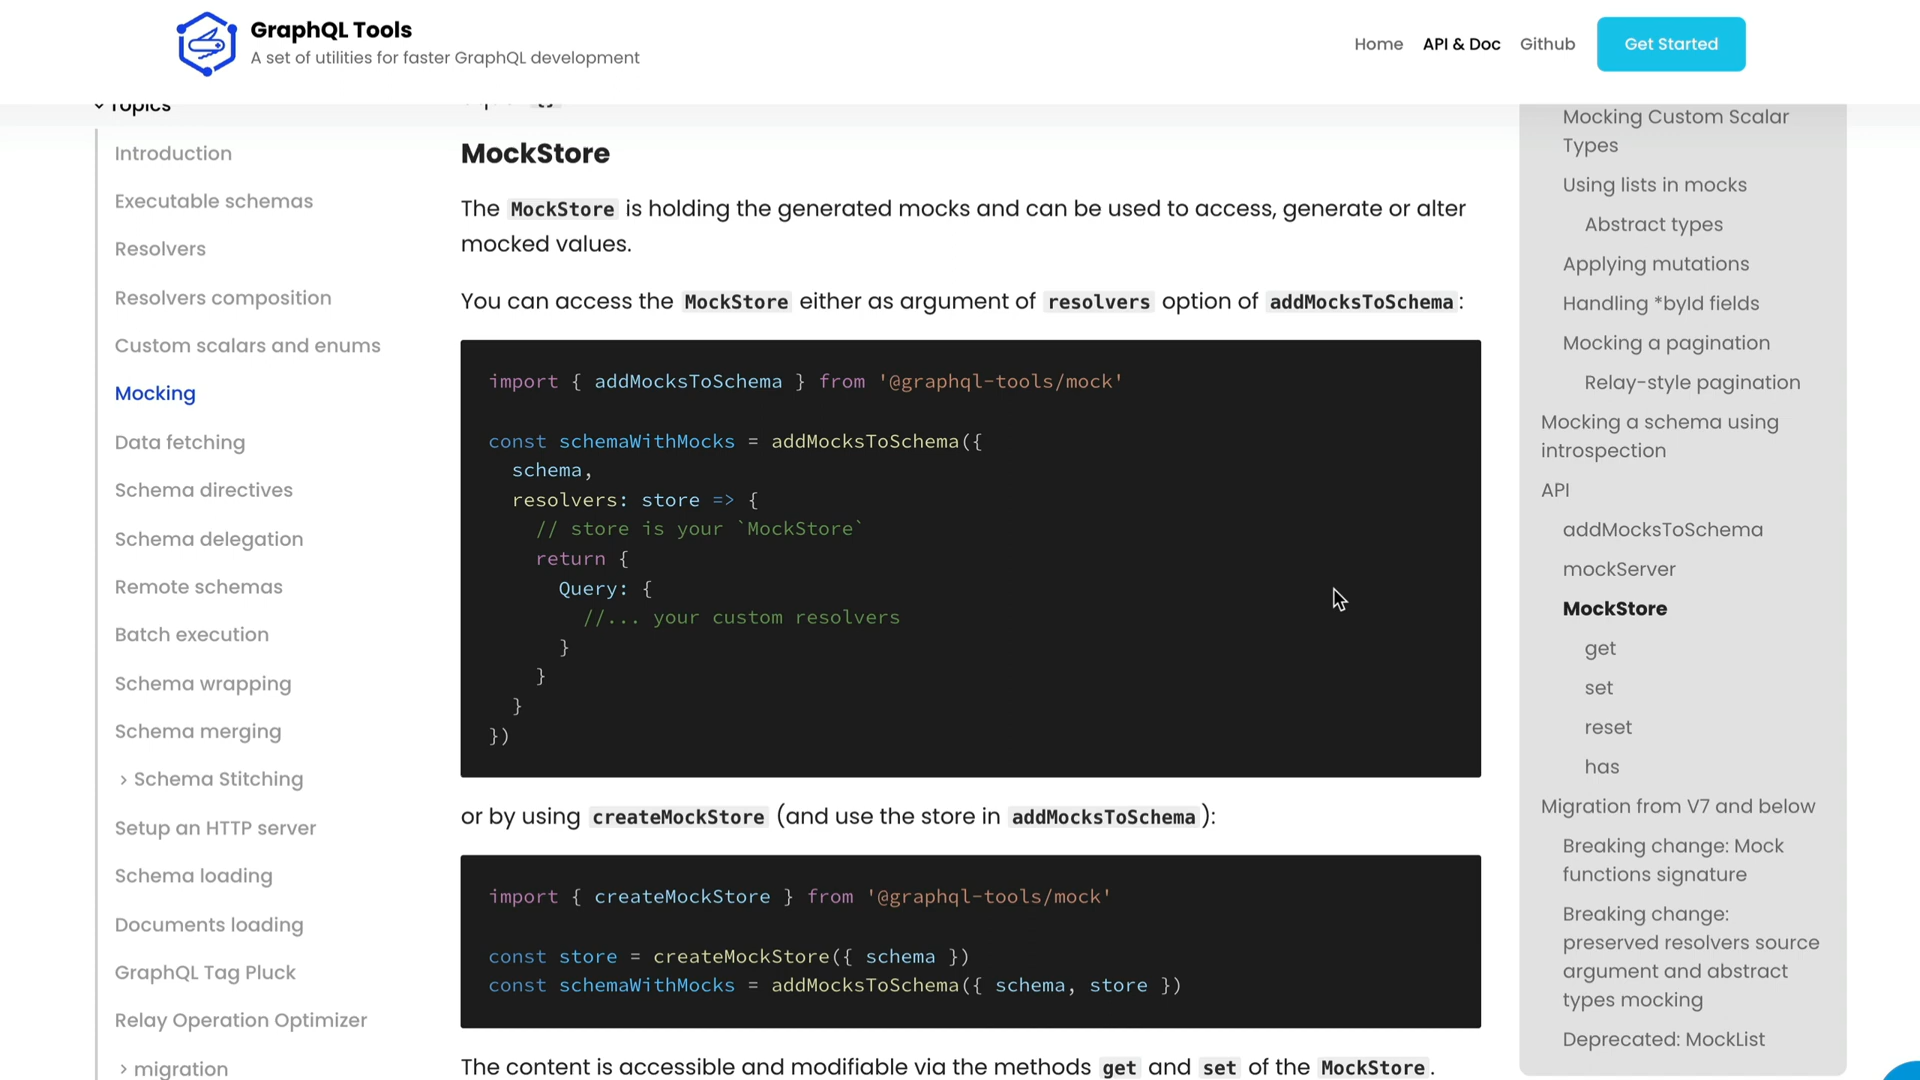 GraphQL Tools
A set of utilities for faster GraphQL development
Home API & Doc Github Get Started
Topics
Introduction
Executable schemas
Resolvers
Resolvers composition
Custom scalars and enums
Mocking
Data fetching
Schema directives
Schema delegation
Remote schemas
Batch execution
Schema wrapping
Schema merging
Schema Stitching
Setup an HTTP server
Schema loading
Documents loading
GraphQL Tag Pluck
Relay Operation Optimizer
migration
MockStore
The MockStore is holding the generated mocks and can be used to access, generate or alter
mocked values.
You can access the MockStore either as argument of resolvers option of addMocksToSchema:
import { addMocksToSchema } from '@graphql-tools/mock'
const schemaWithMocks = addMocksToSchema({
schema,
resolvers: store => {
// store is your `MockStore`
return {
Query: {
//... your custom resolvers
}
}
}
})
or by using createMockStore (and use the store in addMocksToSchema):
import { createMockStore } from '@graphql-tools/mock'
const store = createMockStore({ schema })
const schemaWithMocks = addMocksToSchema({ schema, store })
The content is accessible and modifiable via the methods get and set of the MockStore.
Mocking Custom Scalar
Types
Using lists in mocks
Abstract types
Applying mutations
Handling *byId fields
Mocking a pagination
Relay-style pagination
Mocking a schema using
introspection
API
addMocksToSchema
mockServer
MockStore
get
set
reset
has
Migration from V7 and below
Breaking change: Mock
functions signature
Breaking change:
preserved resolvers source
argument and abstract
types mocking
Deprecated: MockList